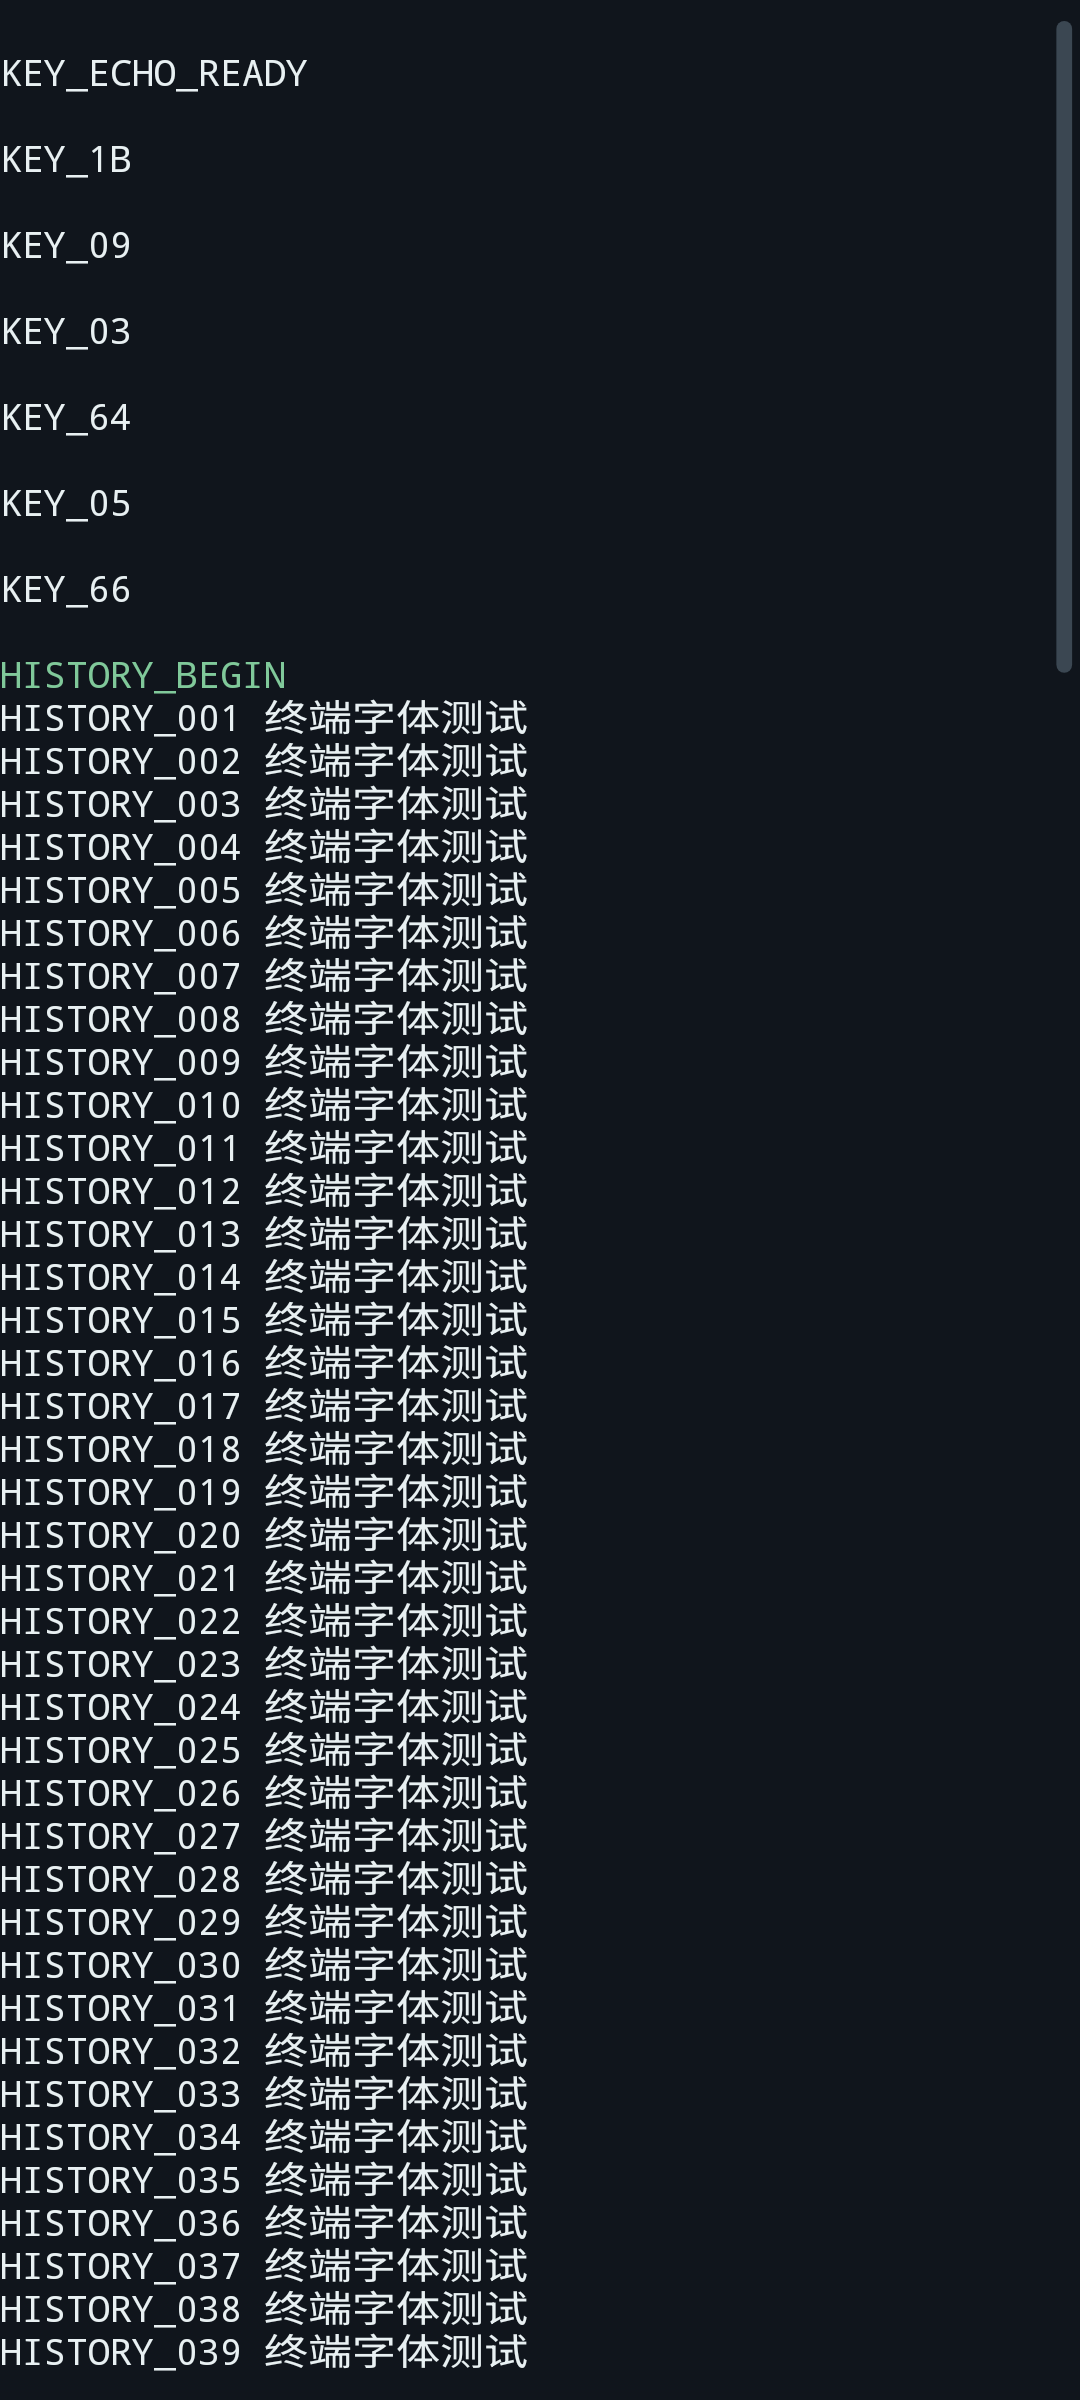 KEY_ECHO_READY
KEY_1B
KEY_09
KEY_03
KEY_64
KEY_05
KEY_66
HISTORY_BEGIN
HISTORY_001 终端字体测试
HISTORY_002 终端字体测试
HISTORY_003 终端字体测试
HISTORY_004 终端字体测试
HISTORY_005 终端字体测试
HISTORY_006 终端字体测试
HISTORY_007 终端字体测试
HISTORY_008 终端字体测试
HISTORY_009 终端字体测试
HISTORY_010 终端字体测试
HISTORY_011 终端字体测试
HISTORY_012 终端字体测试
HISTORY_013 终端字体测试
HISTORY_014 终端字体测试
HISTORY_015 终端字体测试
HISTORY_016 终端字体测试
HISTORY_017 终端字体测试
HISTORY_018 终端字体测试
HISTORY_019 终端字体测试
HISTORY_020 终端字体测试
HISTORY_021 终端字体测试
HISTORY_022 终端字体测试
HISTORY_023 终端字体测试
HISTORY_024 终端字体测试
HISTORY_025 终端字体测试
HISTORY_026 终端字体测试
HISTORY_027 终端字体测试
HISTORY_028 终端字体测试
HISTORY_029 终端字体测试
HISTORY_030 终端字体测试
HISTORY_031 终端字体测试
HISTORY_032 终端字体测试
HISTORY_033 终端字体测试
HISTORY_034 终端字体测试
HISTORY_035 终端字体测试
HISTORY_036 终端字体测试
HISTORY_037 终端字体测试
HISTORY_038 终端字体测试
HISTORY_039 终端字体测试